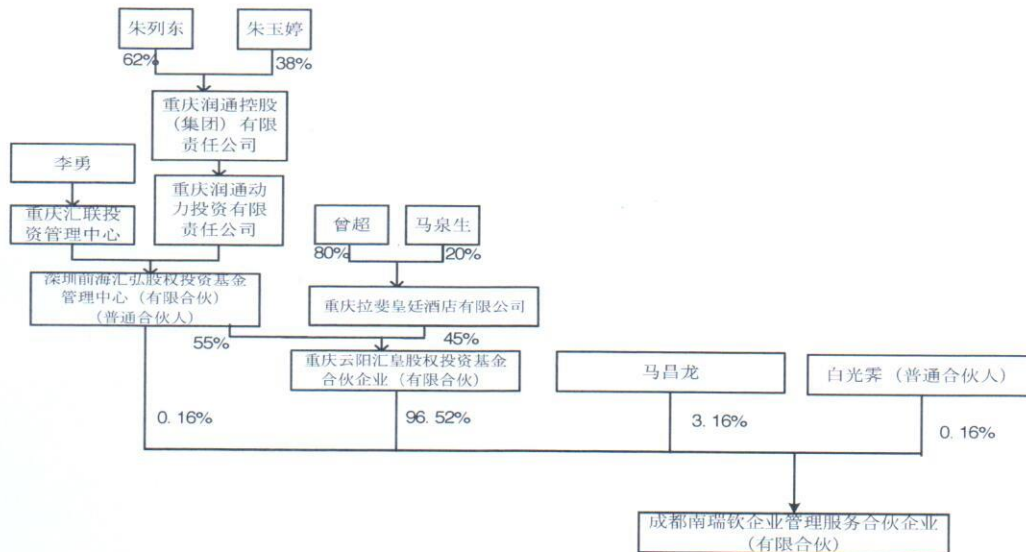 朱列东
朱玉婷
62%
38%
重庆润通控股
（集团）有限
责任公司
李勇
重庆润通动
力投资有限
责任公司
重庆汇联投
资管理中心
曾超
马泉生
80%
20%
深圳前海汇弘股权投资基金
管理中心（有限合伙）
（普通合伙人）
重庆拉斐皇廷酒店有限公司
55%
45%
重庆云阳汇皇股权投资基金
合伙企业（有限合伙）
马昌龙
白光霁（普通合伙人）
0.16%
96.52%
3.16%
0.16%
成都南瑞钦企业管理服务合伙企业
（有限合伙）